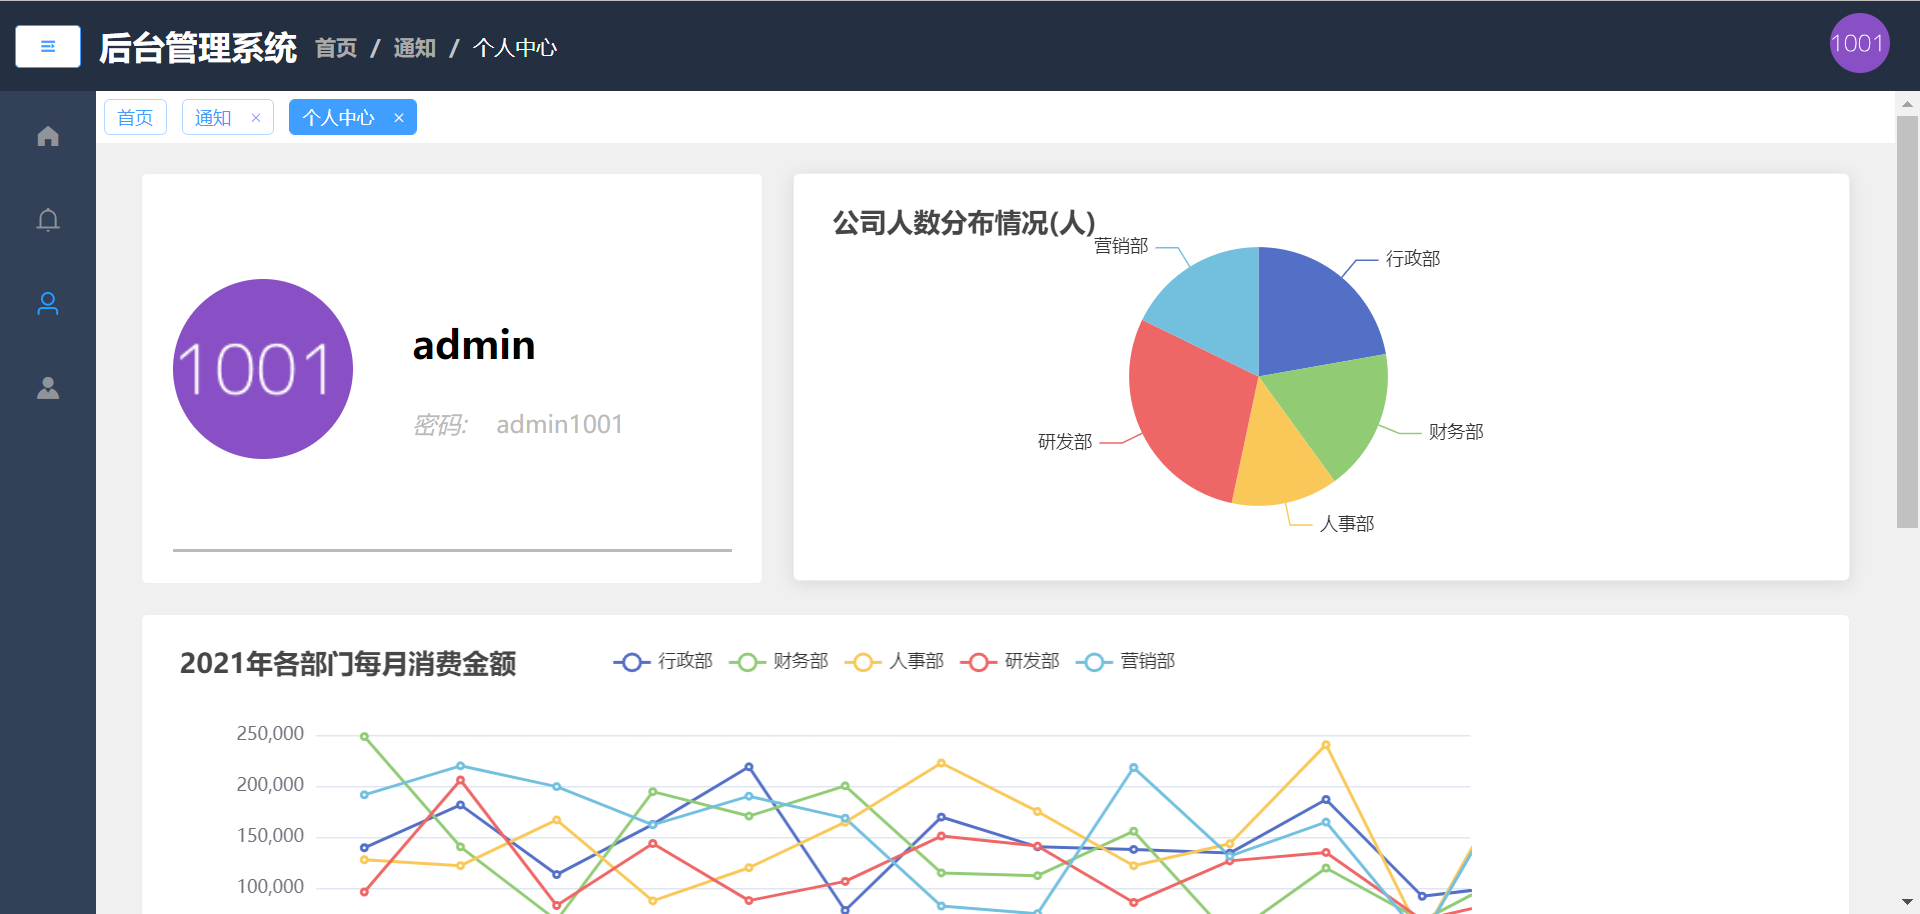 后台管理系统 首页 / 通知 / 个人中心
1001
首页 通知 × 个人中心 ×
1001
admin
密码: admin1001
公司人数分布情况(人)
营销部
行政部
财务部
研发部
人事部
2021年各部门每月消费金额
行政部 财务部 人事部 研发部 营销部
250,000
200,000
150,000
100,000